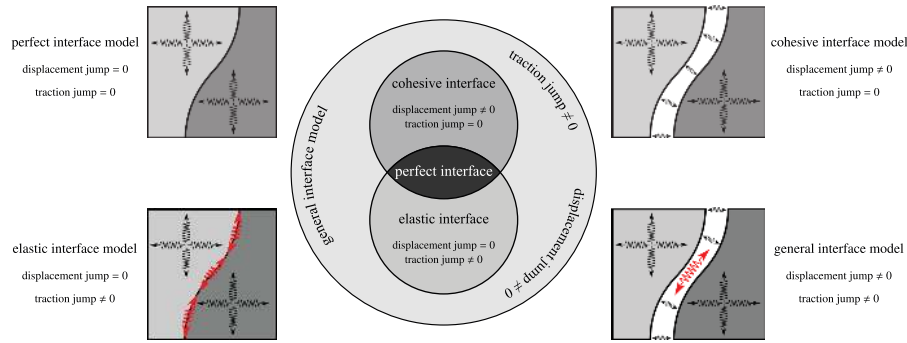 perfect interface model
displacement jump = 0
traction jump = 0
elastic interface model
displacement jump = 0
traction jump ≠ 0
general interface model
traction jump ≠ 0
displacement jump ≠ 0
cohesive interface
displacement jump ≠ 0
traction jump = 0
perfect interface
elastic interface
displacement jump = 0
traction jump ≠ 0
cohesive interface model
displacement jump ≠ 0
traction jump = 0
general interface model
displacement jump ≠ 0
traction jump ≠ 0